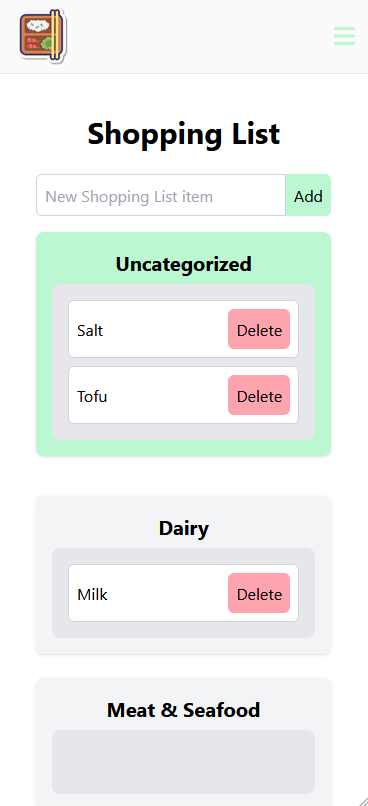 Shopping List
New Shopping List item Add
Uncategorized
Salt Delete
Tofu Delete
Dairy
Milk Delete
Meat & Seafood